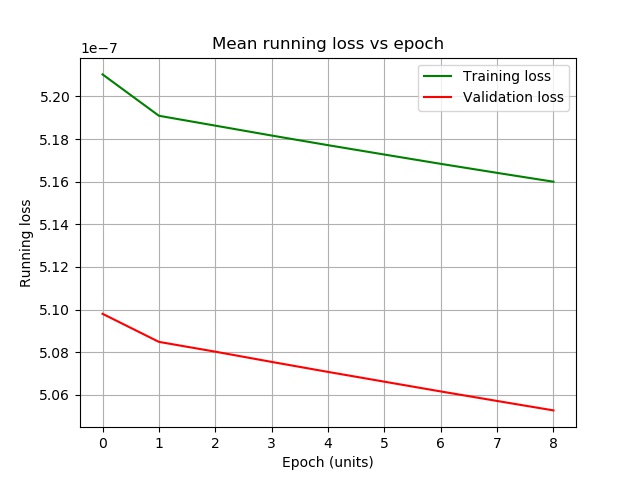 Mean running loss vs epoch
1e−7
Training loss
Validation loss
5.20
5.18
5.16
5.14
5.12
5.10
5.08
5.06
Running loss
0 1 2 3 4 5 6 7 8
Epoch (units)